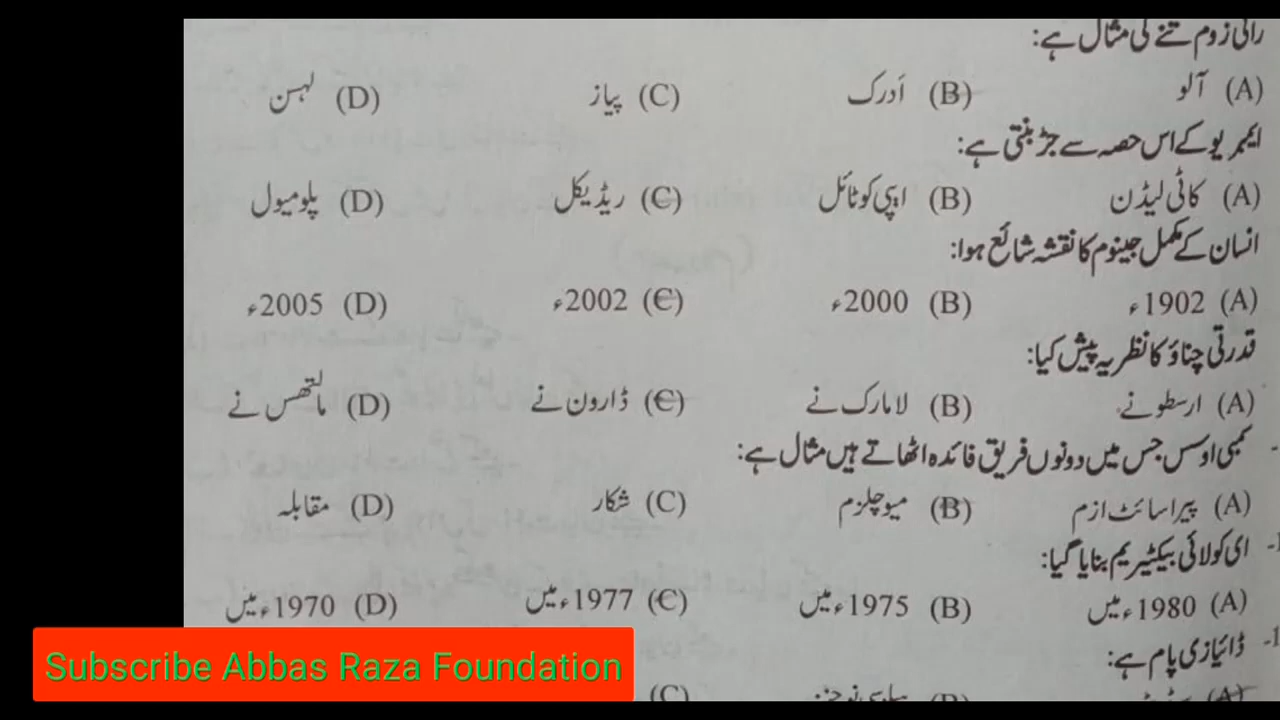 رائی زوم تنے کی مثال ہے:
(A) آلو (B) اَدرک (C) پیاز (D) لہسن
ایمبریو کے اس حصہ سے جڑ بنتی ہے:
(A) کاٹی لیڈن (B) ایپی کوٹائل (C) ریڈیکل (D) پلومیول
انسان کے مکمل جینوم کا نقشہ شائع ہوا:
(A) 1902ء (B) 2000ء (C) 2002ء (D) 2005ء
قدرتی چناؤ کا نظریہ پیش کیا:
(A) ارسطو نے (B) لامارک نے (C) ڈارون نے (D) مالتھس نے
سمبی اوسس جس میں دونوں فریق فائدہ اٹھاتے ہیں مثال ہے:
(A) پیراسائٹ ازم (B) میوچلزم (C) شکار (D) مقابلہ
ای کولائی بیکٹیریم بنایا گیا:
(A) 1980ء میں (B) 1975ء میں (C) 1977ء میں (D) 1970ء میں
ڈائیازی پام ہے:
(A) (B) (C)
Subscribe Abbas Raza Foundation